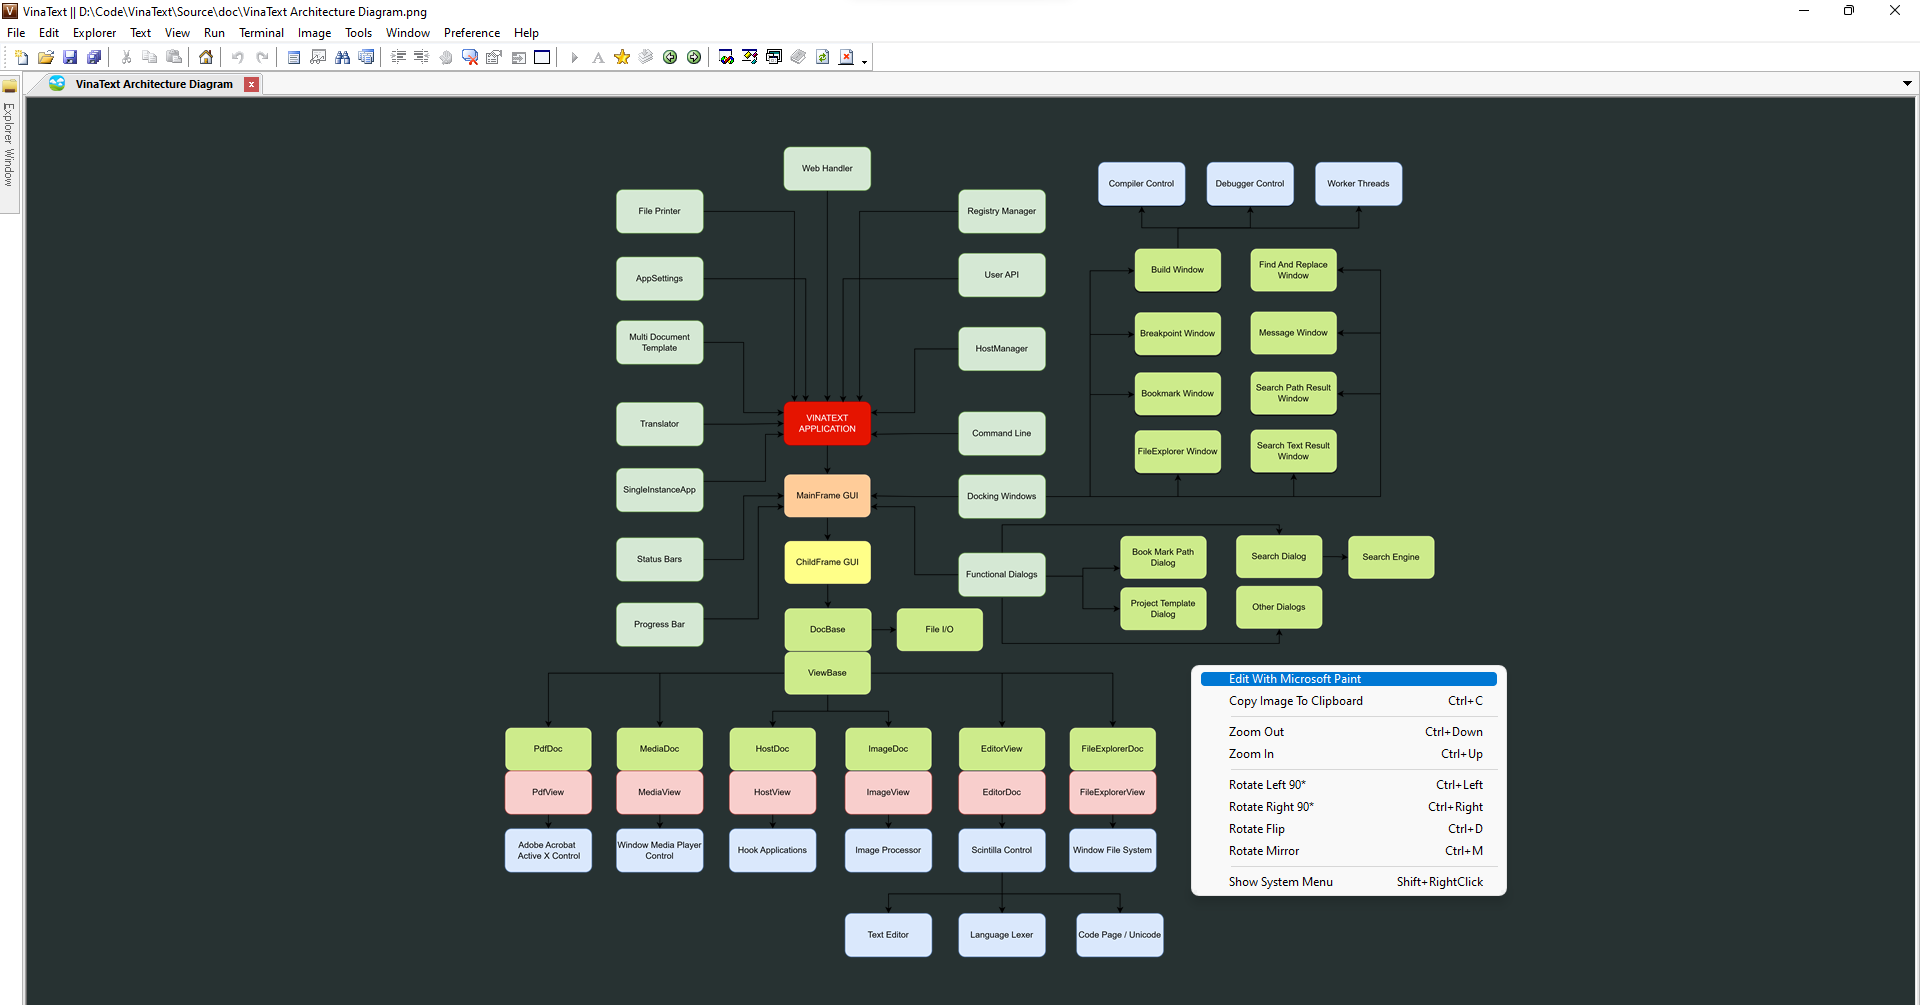 VinaText || D:\Code\VinaText\Source\doc\VinaText Architecture Diagram.png
File Edit Explorer Text View Run Terminal Image Tools Window Preference Help
VinaText Architecture Diagram
Explorer Window
Web Handler
File Printer
Registry Manager
Compiler Control
Debugger Control
Worker Threads
AppSettings
User API
Build Window
Find And Replace
Window
Multi Document
Template
HostManager
Breakpoint Window
Message Window
Translator
VINATEXT
APPLICATION
Command Line
Bookmark Window
Search Path Result
Window
FileExplorer Window
Search Text Result
Window
SingleInstanceApp
MainFrame GUI
Docking Windows
Status Bars
ChildFrame GUI
Functional Dialogs
Book Mark Path
Dialog
Search Dialog
Search Engine
Project Template
Dialog
Other Dialogs
Progress Bar
DocBase
File I/O
ViewBase
PdfDoc
MediaDoc
HostDoc
ImageDoc
EditorView
FileExplorerDoc
PdfView
MediaView
HostView
ImageView
EditorDoc
FileExplorerView
Adobe Acrobat
Active X Control
Window Media Player
Control
Hook Applications
Image Processor
Scintilla Control
Window File System
Text Editor
Language Lexer
Code Page / Unicode
Edit With Microsoft Paint
Copy Image To Clipboard Ctrl+C
Zoom Out Ctrl+Down
Zoom In Ctrl+Up
Rotate Left 90* Ctrl+Left
Rotate Right 90* Ctrl+Right
Rotate Flip Ctrl+D
Rotate Mirror Ctrl+M
Show System Menu Shift+RightClick